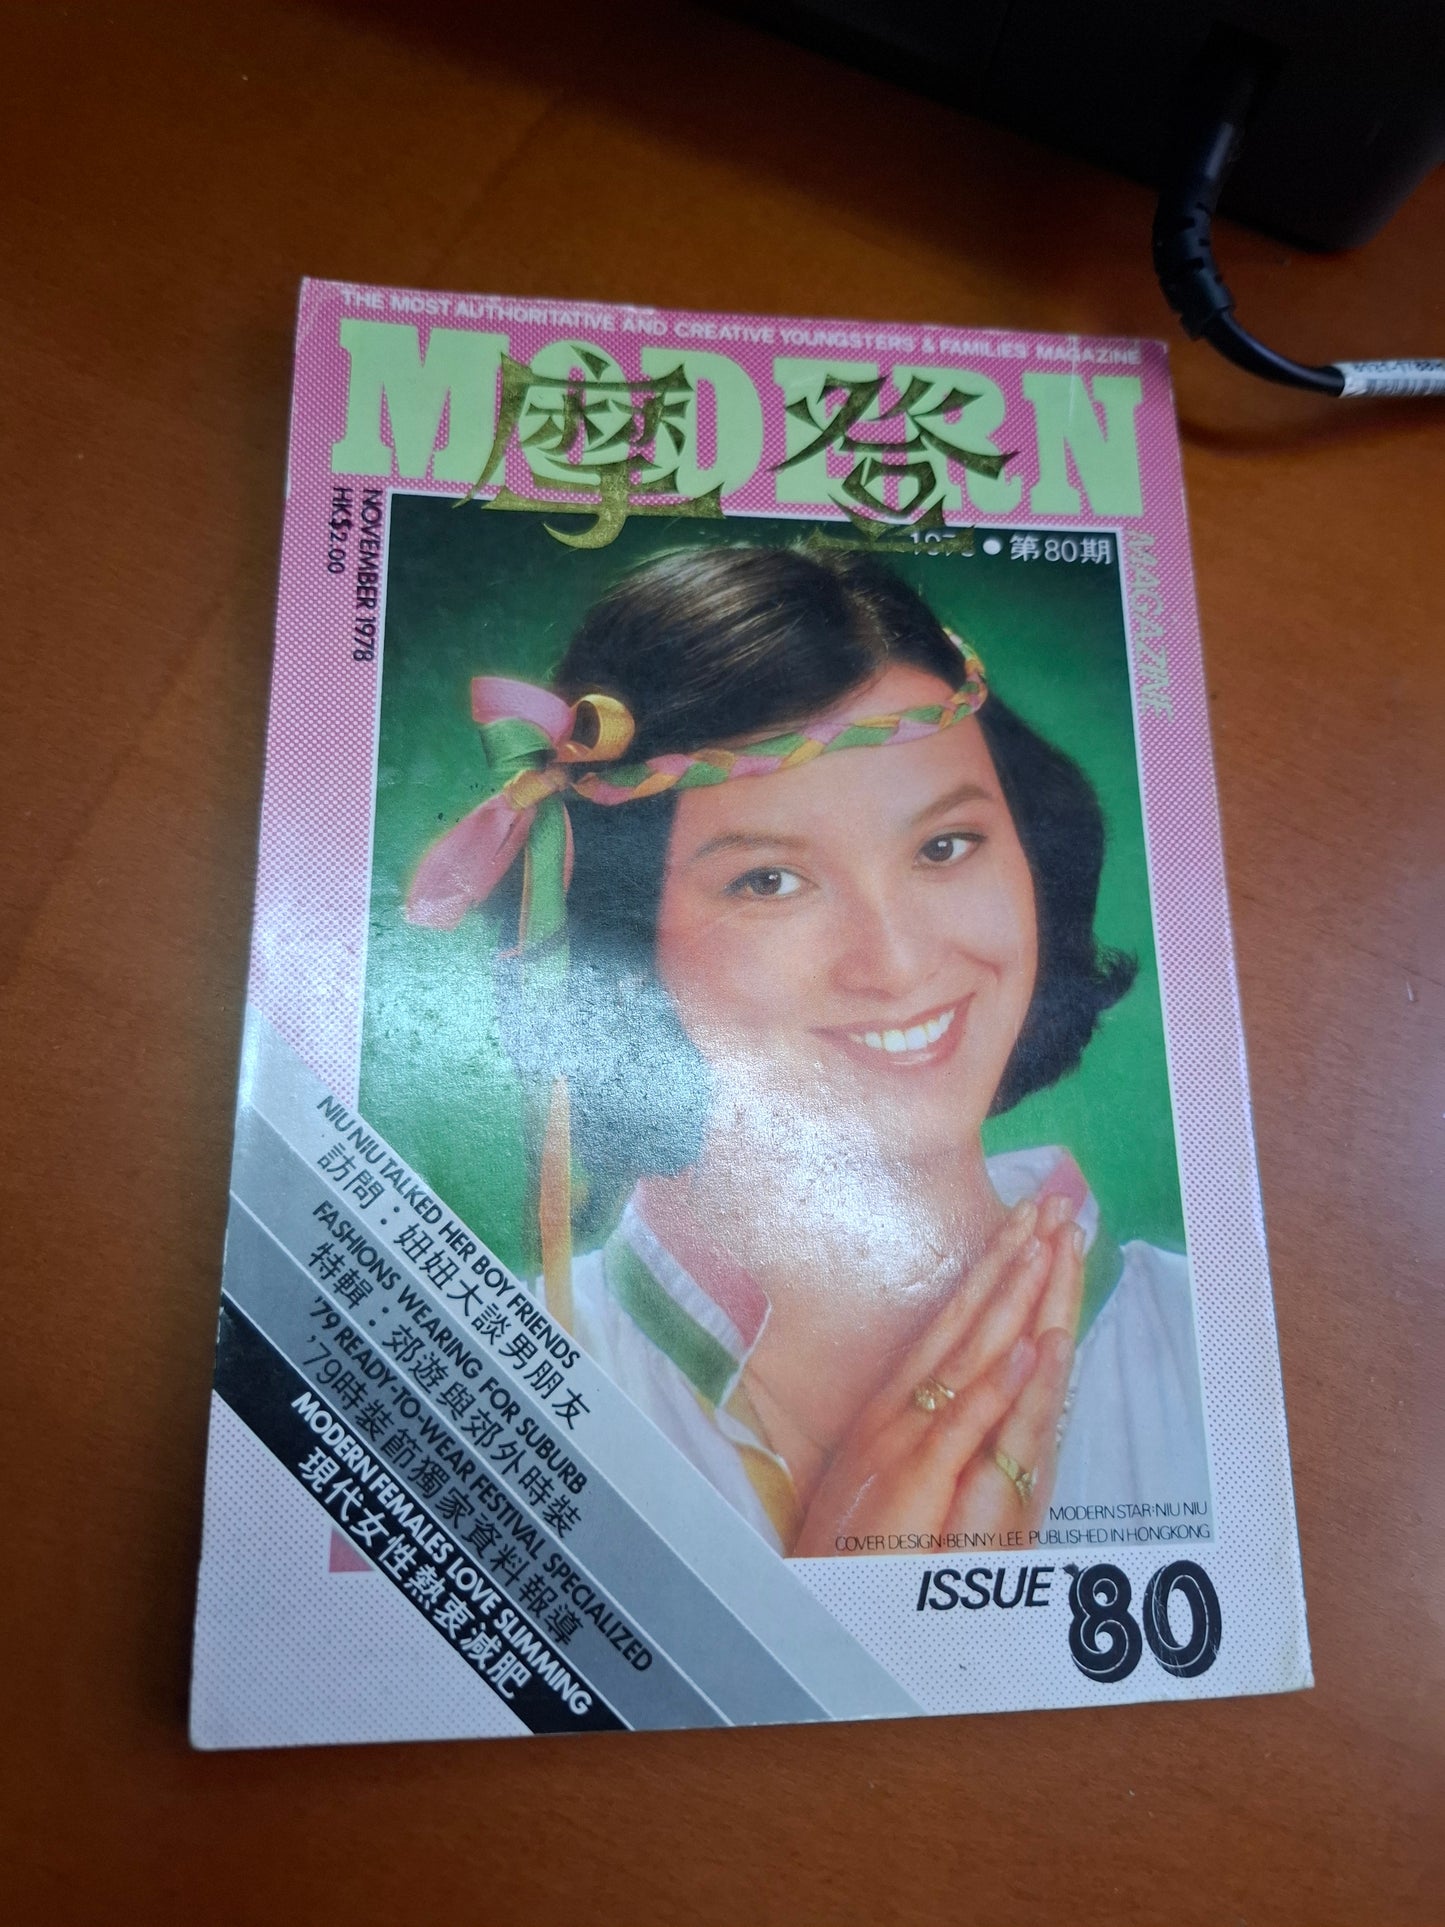 THE MOST AUTHORITATIVE AND CREATIVE YOUNGSTERS & FAMILIES MAGAZINE
MODERN
摩登
MAGAZINE
NOVEMBER 1978
HK$2.00
1978 • 第80期
NIU NIU TALKED HER BOY FRIENDS
訪問：妞妞大談男朋友
FASHIONS WEARING FOR SUBURB
特輯：郊遊與郊外時裝
'79 READY-TO-WEAR FESTIVAL SPECIALIZED
'79時裝節獨家資料報導
MODERN FEMALES LOVE SLIMMING
現代女性熱衷減肥
MODERN STAR:NIU NIU
COVER DESIGN:BENNY LEE PUBLISHED IN HONGKONG
ISSUE '80